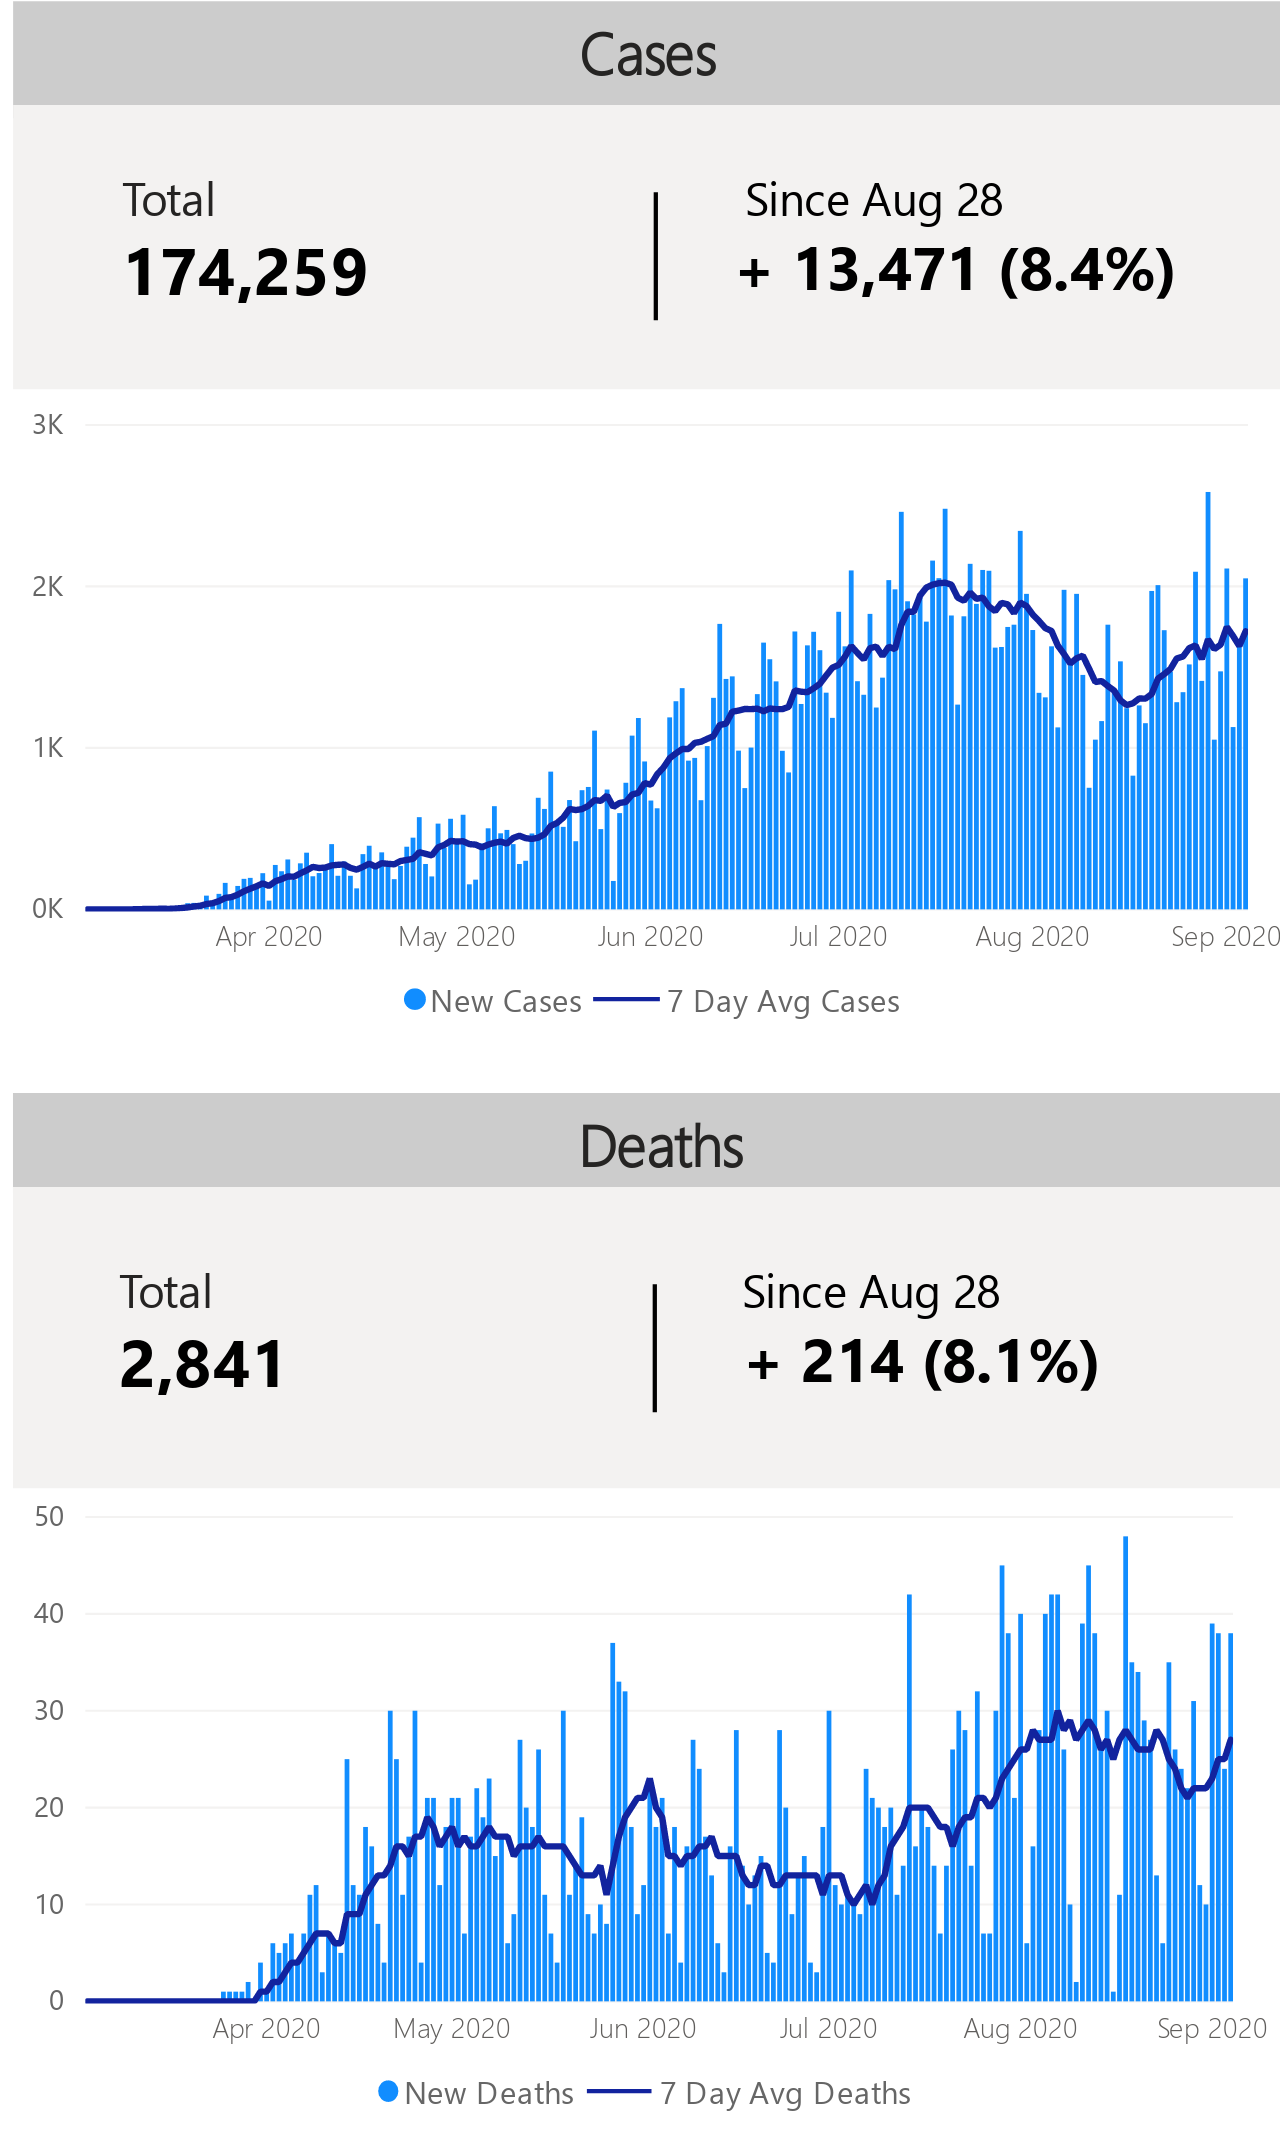 Cases
Total
174,259
Since Aug 28
+ 13,471 (8.4%)
3K
2K
1K
0K
Apr 2020 May 2020 Jun 2020 Jul 2020 Aug 2020 Sep 2020
New Cases 7 Day Avg Cases
Deaths
Total
2,841
Since Aug 28
+ 214 (8.1%)
50
40
30
20
10
0
Apr 2020 May 2020 Jun 2020 Jul 2020 Aug 2020 Sep 2020
New Deaths 7 Day Avg Deaths